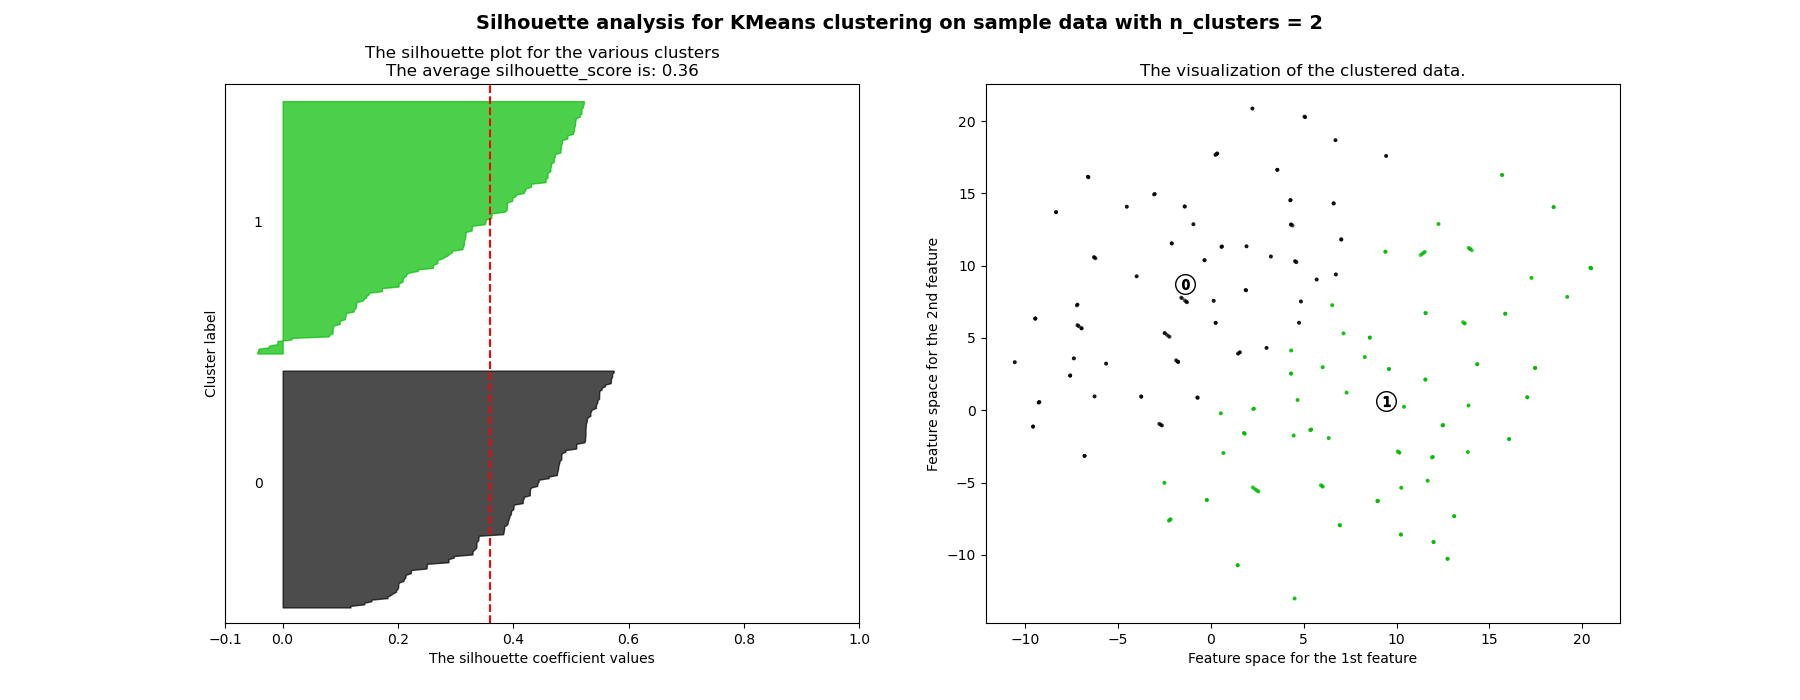 Silhouette analysis for KMeans clustering on sample data with n_clusters = 2
The silhouette plot for the various clusters
The average silhouette_score is: 0.36
1
0
Cluster label
−0.1 0.0 0.2 0.4 0.6 0.8 1.0
The silhouette coefficient values
The visualization of the clustered data.
20
15
10
5
0
−5
−10
Feature space for the 2nd feature
0
1
−10 −5 0 5 10 15 20
Feature space for the 1st feature